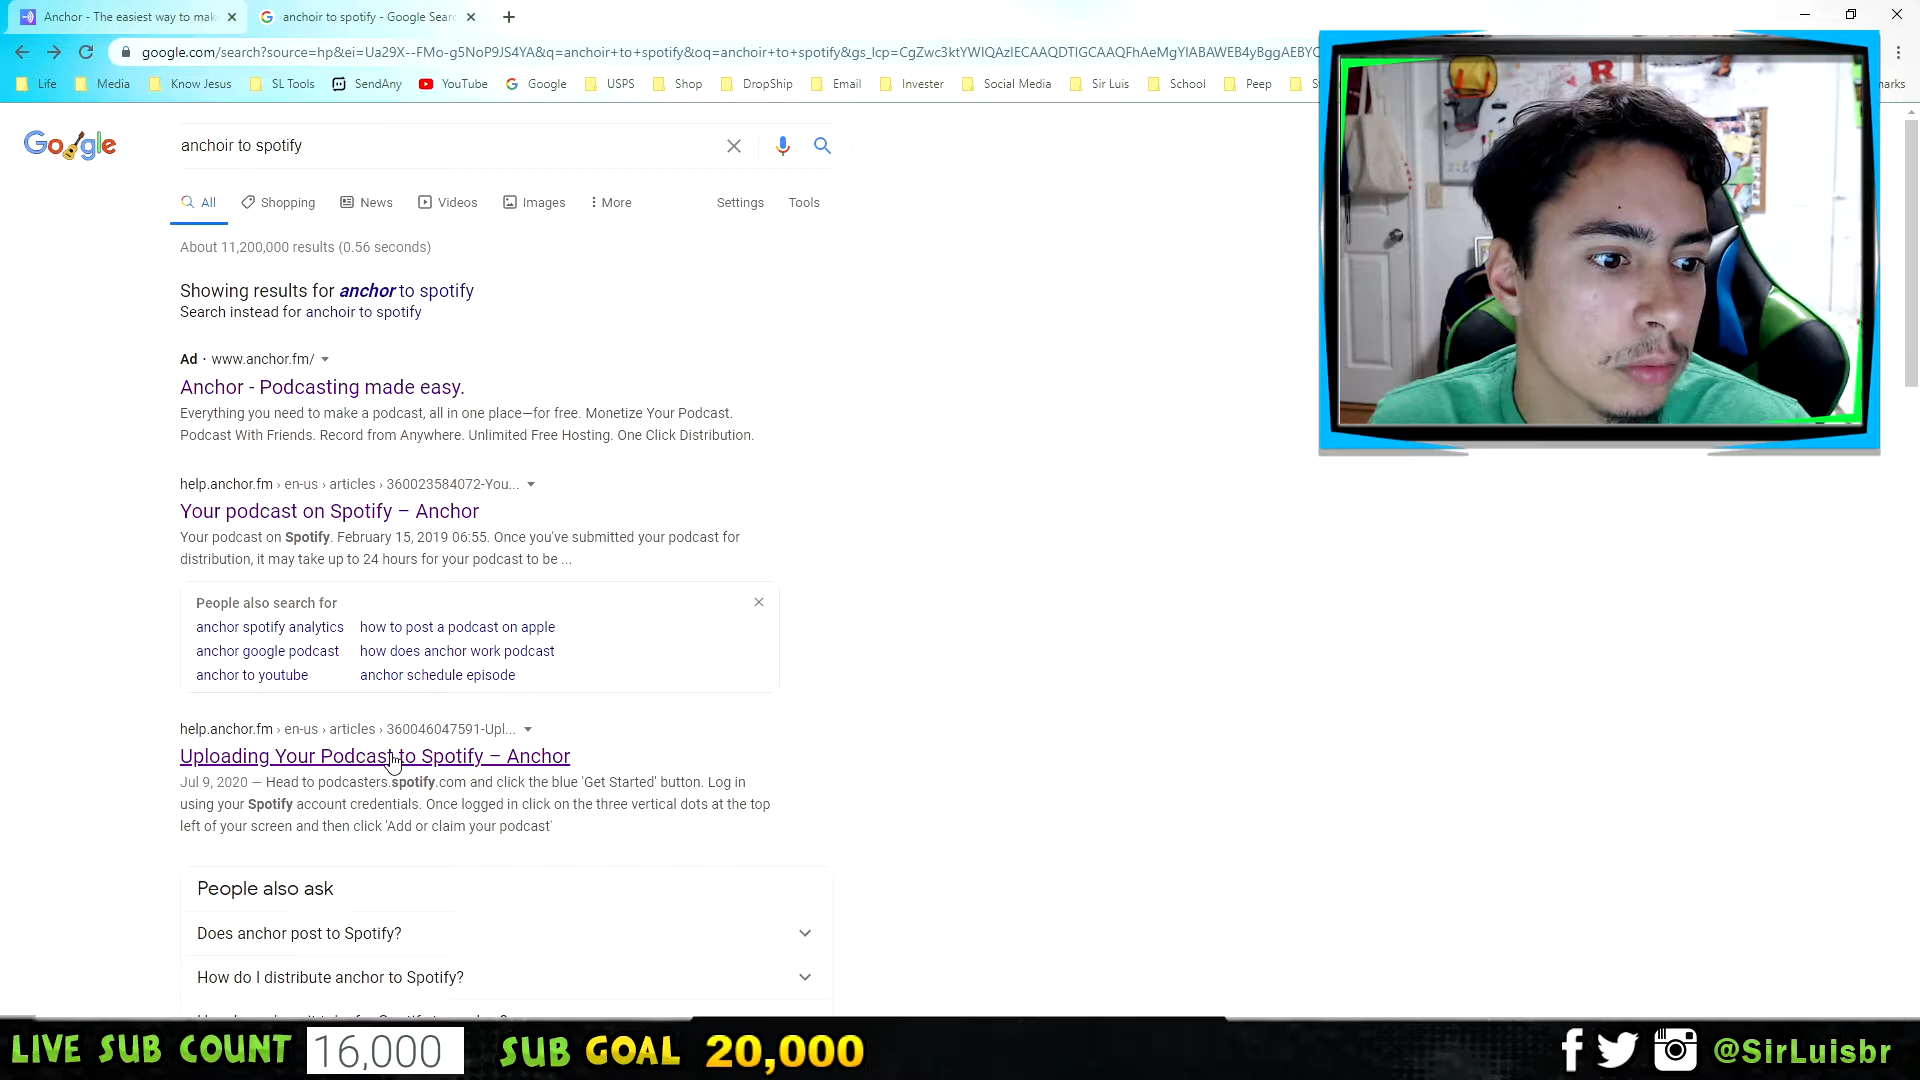 Anchor - The easiest way to mak
anchoir to spotify - Google Searc
google.com/search?source=hp&ei=Ua29X--FMo-g5NoP9JS4YA&q=anchoir+to+spotify&oq=anchoir+to+spotify&gs_lcp=CgZwc3ktYWIQAzIECAAQDTIGCAAQFhAeMgYIABAWEB4yBggAEBYQ
Life Media Know Jesus SL Tools SendAny YouTube Google USPS Shop DropShip Email Invester Social Media Sir Luis School Peep
Google
anchoir to spotify
All Shopping News Videos Images More Settings Tools
About 11,200,000 results (0.56 seconds)
Showing results for anchor to spotify
Search instead for anchoir to spotify
Ad · www.anchor.fm/
Anchor - Podcasting made easy.
Everything you need to make a podcast, all in one place—for free. Monetize Your Podcast.
Podcast With Friends. Record from Anywhere. Unlimited Free Hosting. One Click Distribution.
help.anchor.fm › en-us › articles › 360023584072-You...
Your podcast on Spotify – Anchor
Your podcast on Spotify. February 15, 2019 06:55. Once you've submitted your podcast for
distribution, it may take up to 24 hours for your podcast to be ...
People also search for
anchor spotify analytics how to post a podcast on apple
anchor google podcast how does anchor work podcast
anchor to youtube anchor schedule episode
help.anchor.fm › en-us › articles › 360046047591-Upl...
Uploading Your Podcast to Spotify – Anchor
Jul 9, 2020 — Head to podcasters.spotify.com and click the blue 'Get Started' button. Log in
using your Spotify account credentials. Once logged in click on the three vertical dots at the top
left of your screen and then click 'Add or claim your podcast'
People also ask
Does anchor post to Spotify?
How do I distribute anchor to Spotify?
LIVE SUB COUNT 16,000 SUB GOAL 20,000 @SirLuisbr